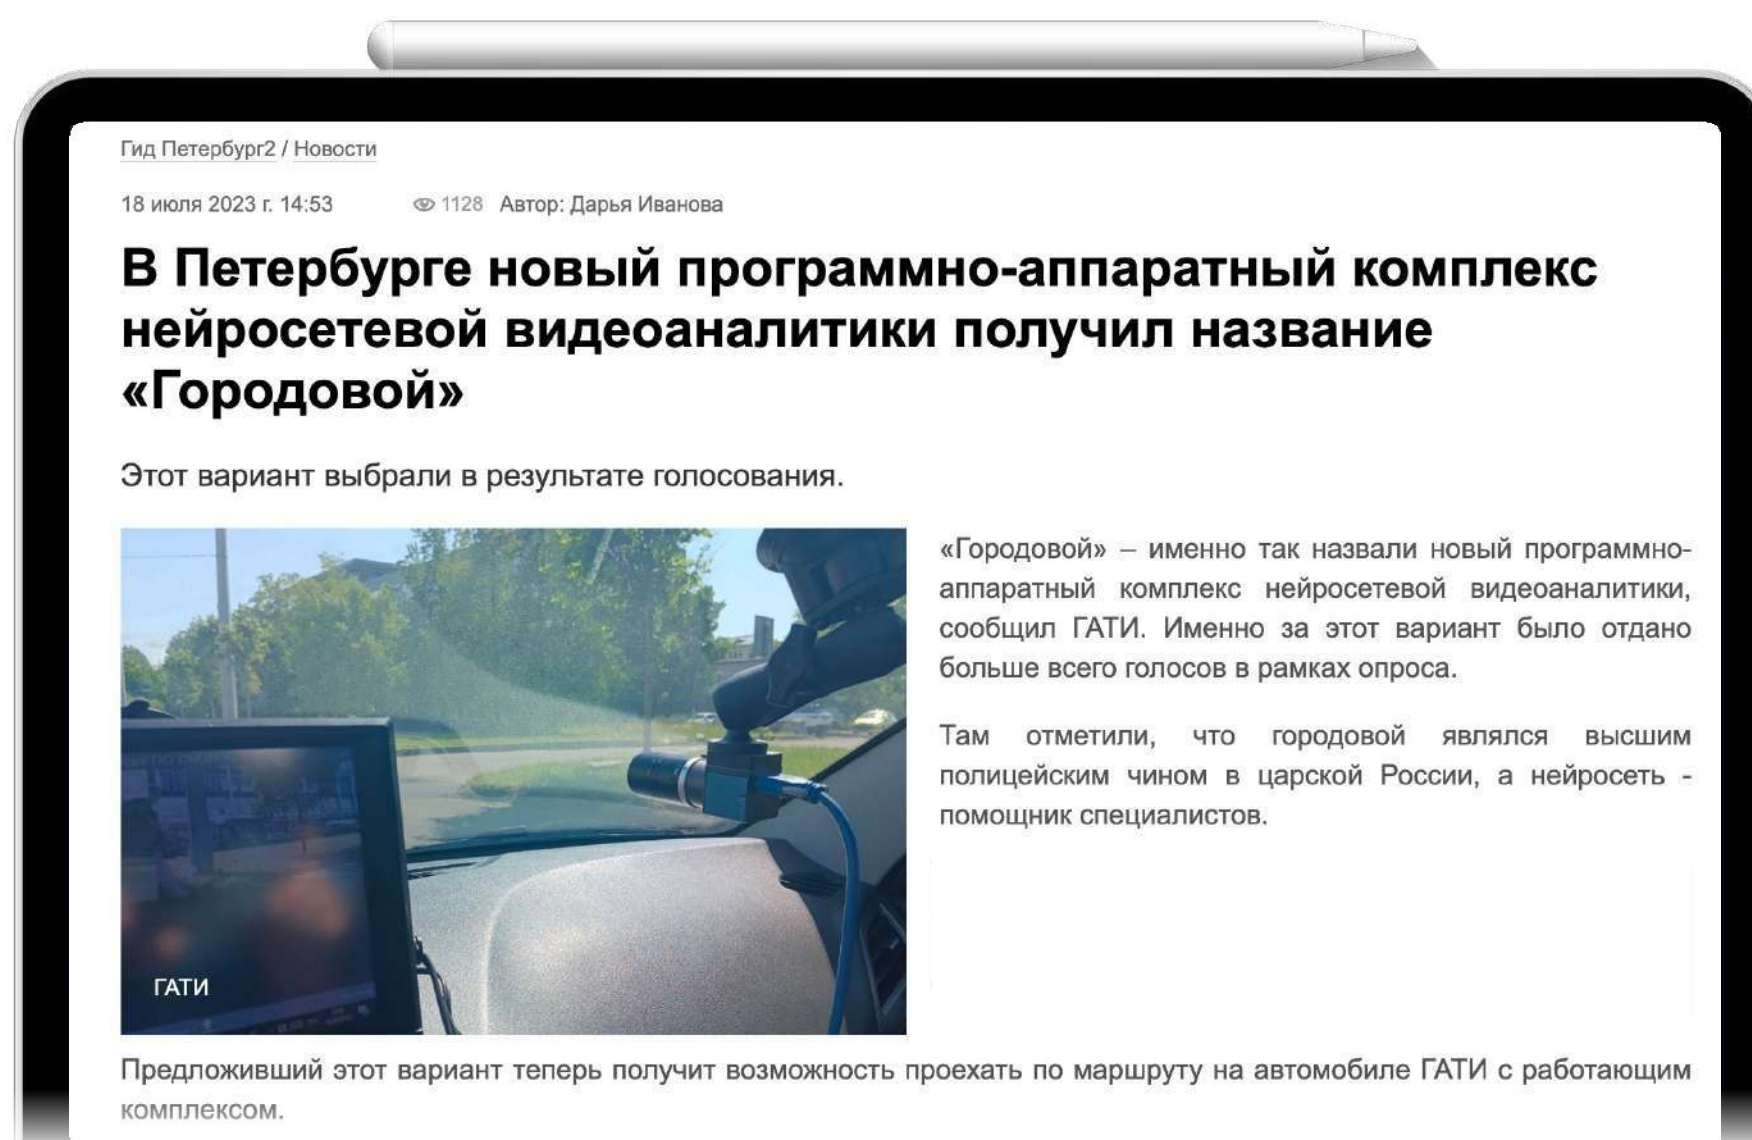 Гид Петербург2 / Новости
18 июля 2023 г. 14:53 1128 Автор: Дарья Иванова
В Петербурге новый программно-аппаратный комплекс
нейросетевой видеоаналитики получил название
«Городовой»
Этот вариант выбрали в результате голосования.
«Городовой» – именно так назвали новый программно-
аппаратный комплекс нейросетевой видеоаналитики,
сообщил ГАТИ. Именно за этот вариант было отдано
больше всего голосов в рамках опроса.
Там отметили, что городовой являлся высшим
полицейским чином в царской России, а нейросеть -
помощник специалистов.
ГАТИ
Предложивший этот вариант теперь получит возможность проехать по маршруту на автомобиле ГАТИ с работающим
комплексом.